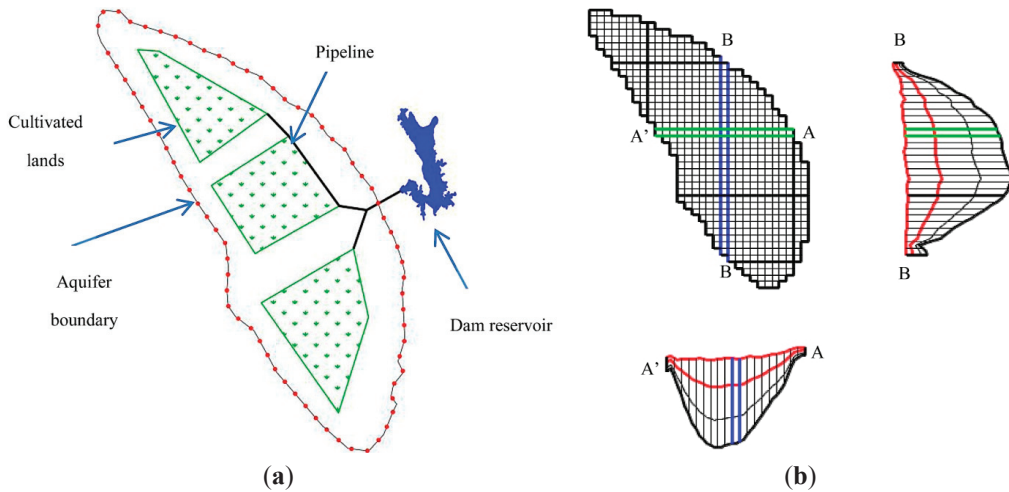 Pipeline
Cultivated
lands
Aquifer
boundary
Dam reservoir
(a)
B
A'
A
B
B
B
A'
A
(b)